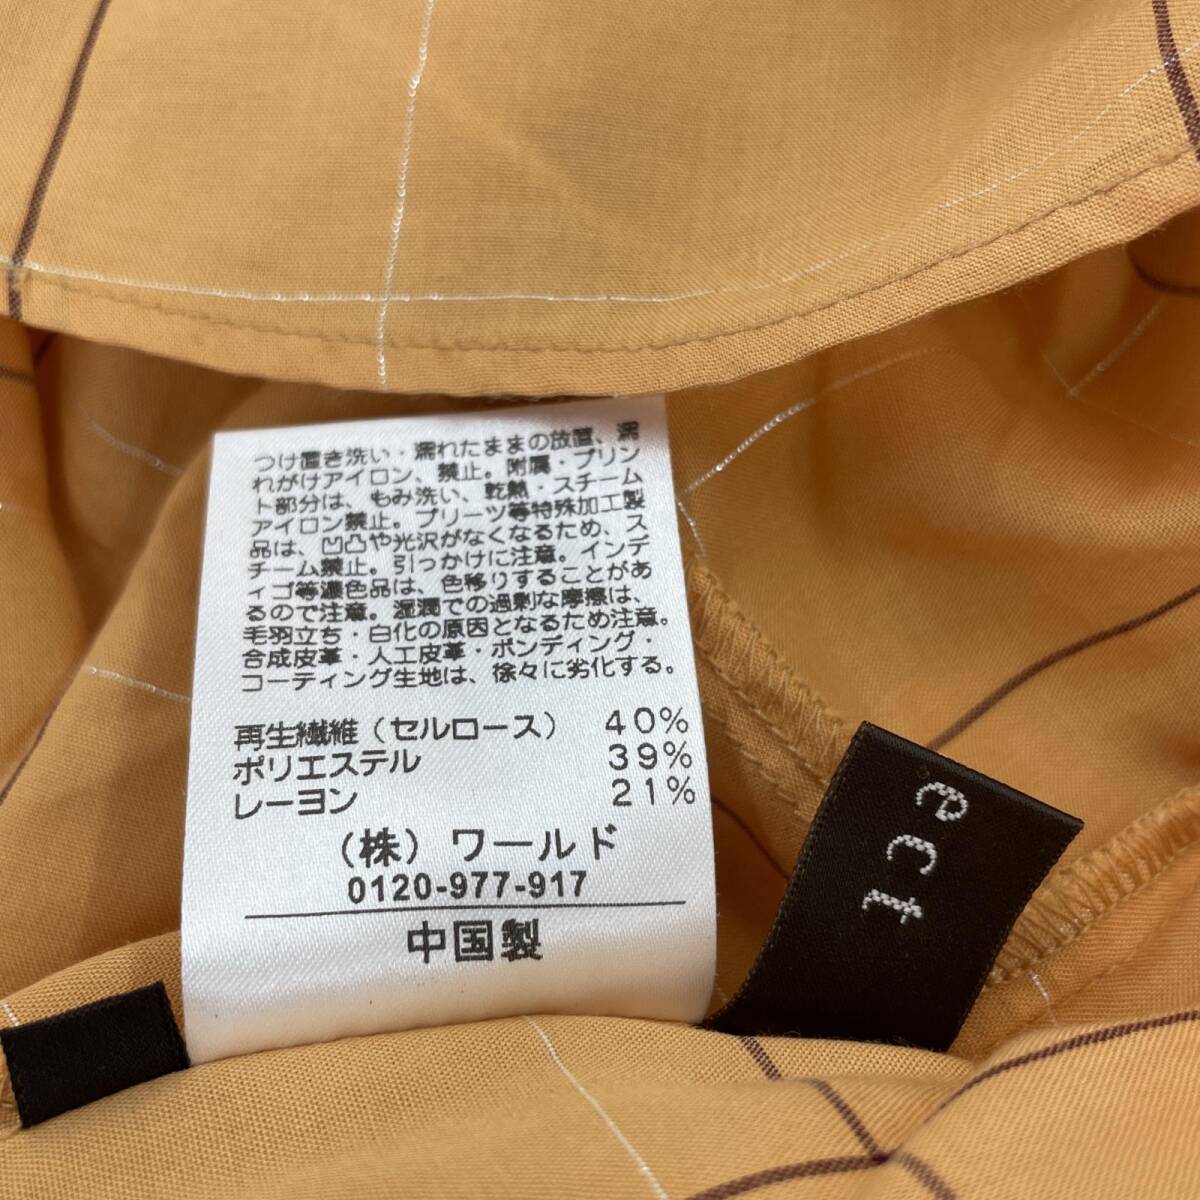 つけ置き洗い・濡れたままの放置、濡
れがけアイロン、禁止。附属・プリン
ト部分は、もみ洗い、乾熱・スチーム
アイロン禁止。プリーツ等特殊加工製
品は、凹凸や光沢がなくなるため、ス
チーム禁止。引っかけに注意。インデ
ィゴ等濃色品は、色移りすることがあ
るので注意。湿潤での過剰な摩擦は、
毛羽立ち・白化の原因となるため注意。
合成皮革・人工皮革・ボンディング・
コーティング生地は、徐々に劣化する。
再生繊維（セルロース） 40%
ポリエステル 39%
レーヨン 21%
（株）ワールド
0120-977-917
中国製
ect